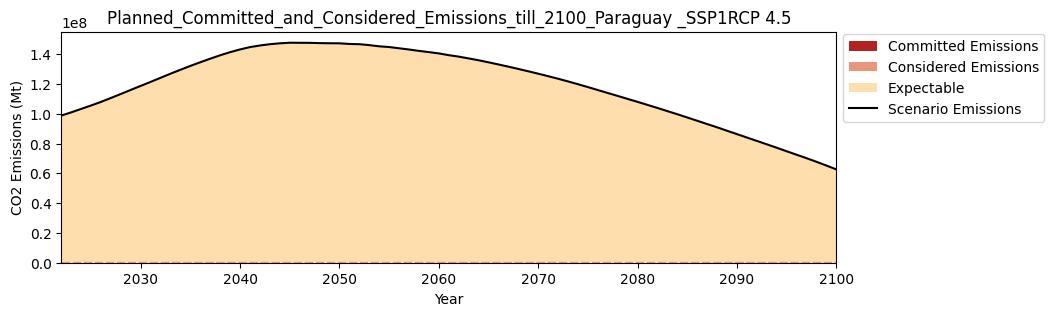 Planned_Committed_and_Considered_Emissions_till_2100_Paraguay _SSP1RCP 4.5
1e8
1.4
1.2
1.0
0.8
0.6
0.4
0.2
0.0
CO2 Emissions (Mt)
2030 2040 2050 2060 2070 2080 2090 2100
Year
Committed Emissions
Considered Emissions
Expectable
Scenario Emissions